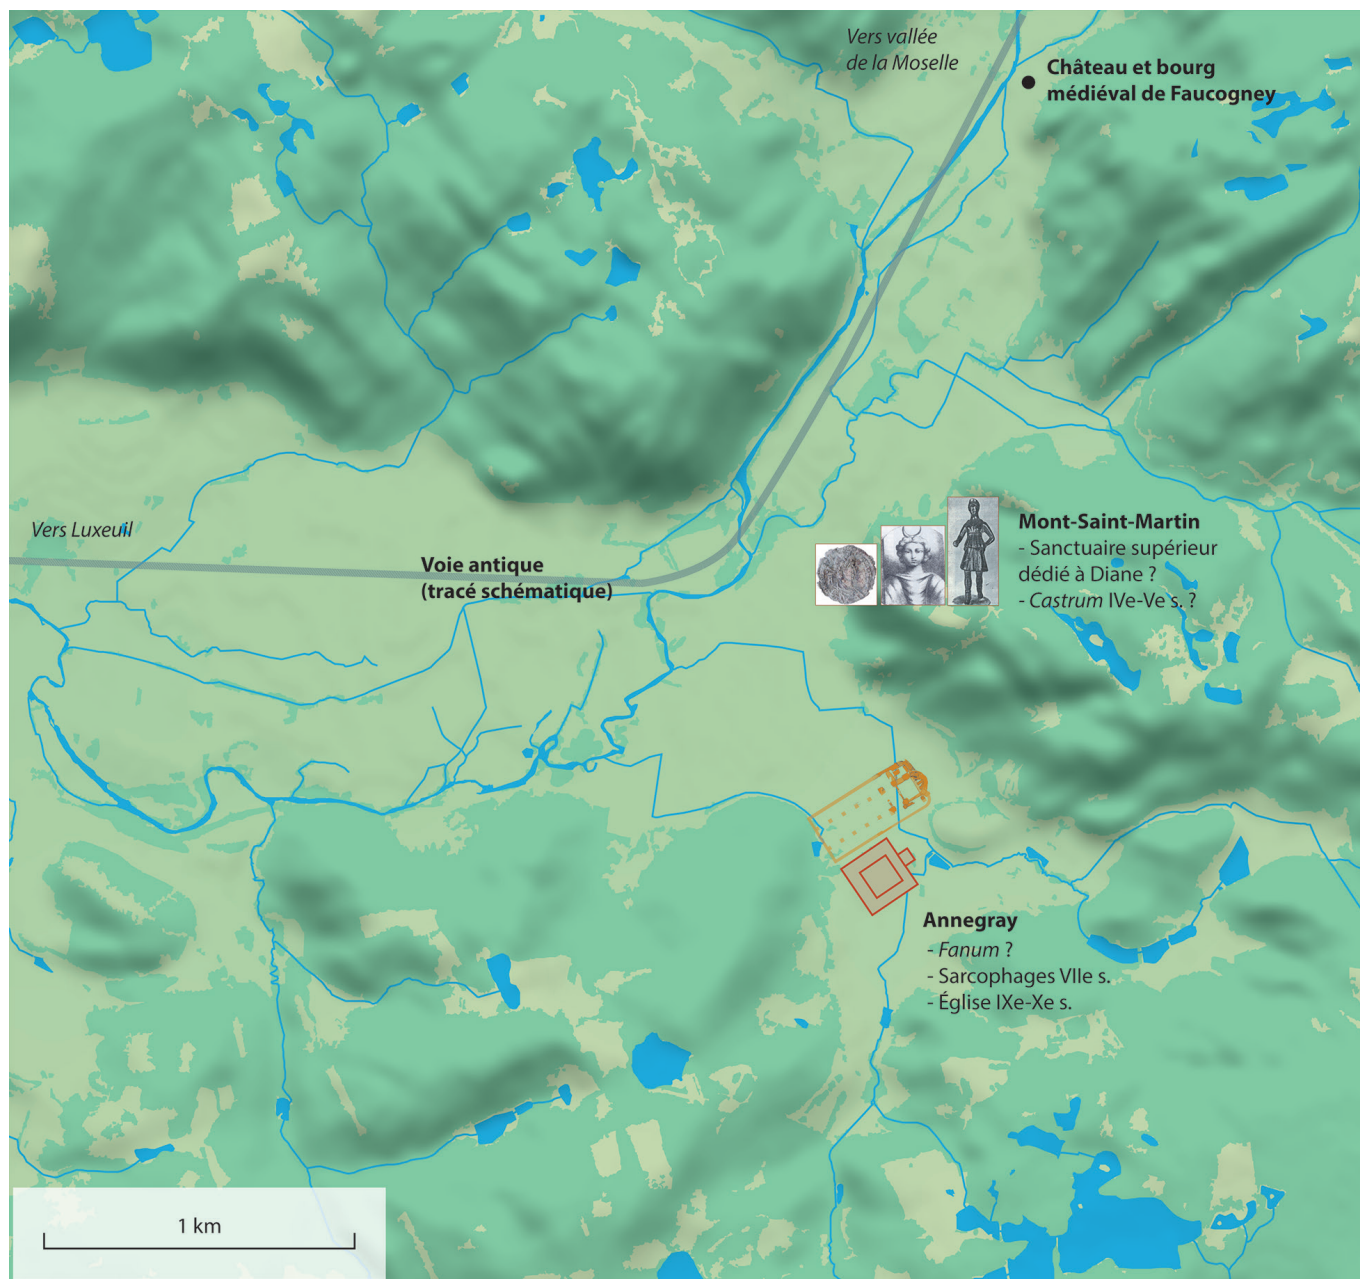 Vers vallée
de la Moselle
Château et bourg
médiéval de Faucogney
Vers Luxeuil
Voie antique
(tracé schématique)
Mont-Saint-Martin
- Sanctuaire supérieur
dédié à Diane ?
- Castrum IVe-Ve s. ?
Annegray
- Fanum ?
- Sarcophages VIIe s.
- Église IXe-Xe s.
1 km